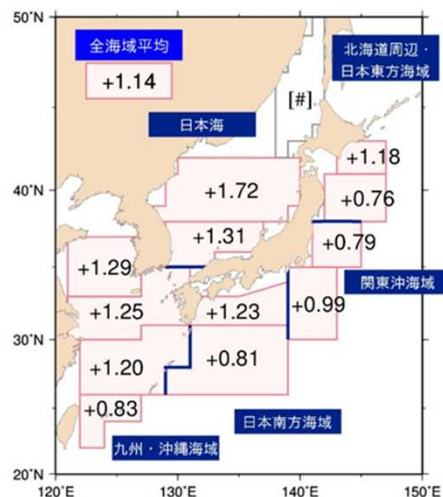 50°N
全海域平均
+1.14
北海道周辺・
日本東方海域
[#]
日本海
+1.18
40°N
+1.72
+0.76
+1.31
+0.79
+1.29
関東沖海域
+0.99
+1.25
+1.23
30°N
+1.20
+0.81
+0.83
日本南方海域
九州・沖縄海域
20°N
120°E
130°E
140°E
150°E